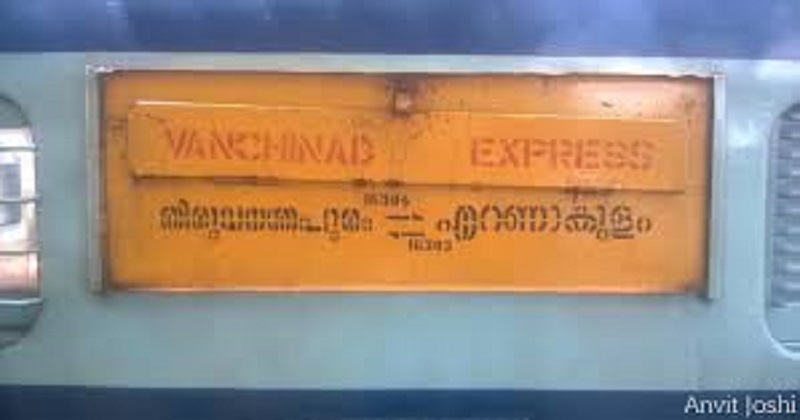 VANCHINAD EXPRESS
16304
തിരുവനന്തപുരം ⇌ എറണാകുളം
16303
Anvit Joshi